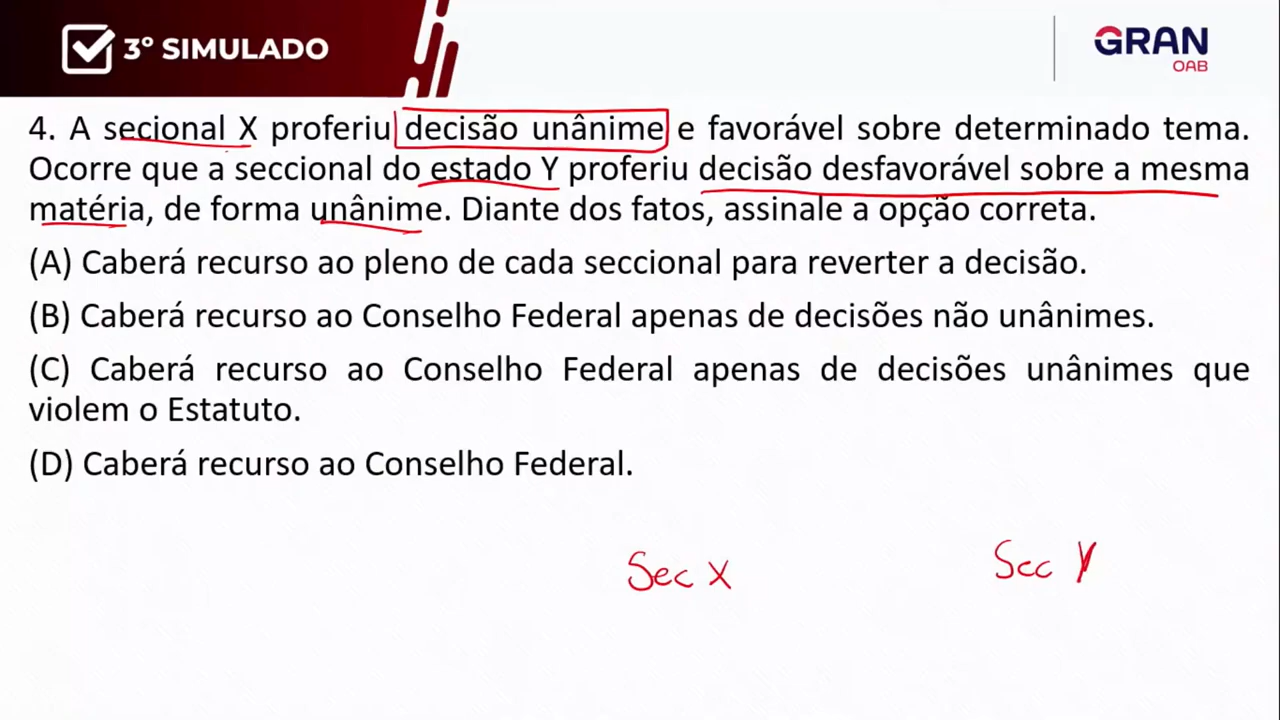 3º SIMULADO
GRAN
OAB
4. A secional X proferiu decisão unânime e favorável sobre determinado tema.
Ocorre que a seccional do estado Y proferiu decisão desfavorável sobre a mesma
matéria, de forma unânime. Diante dos fatos, assinale a opção correta.
(A) Caberá recurso ao pleno de cada seccional para reverter a decisão.
(B) Caberá recurso ao Conselho Federal apenas de decisões não unânimes.
(C) Caberá recurso ao Conselho Federal apenas de decisões unânimes que
violem o Estatuto.
(D) Caberá recurso ao Conselho Federal.
Sec X
Sec Y